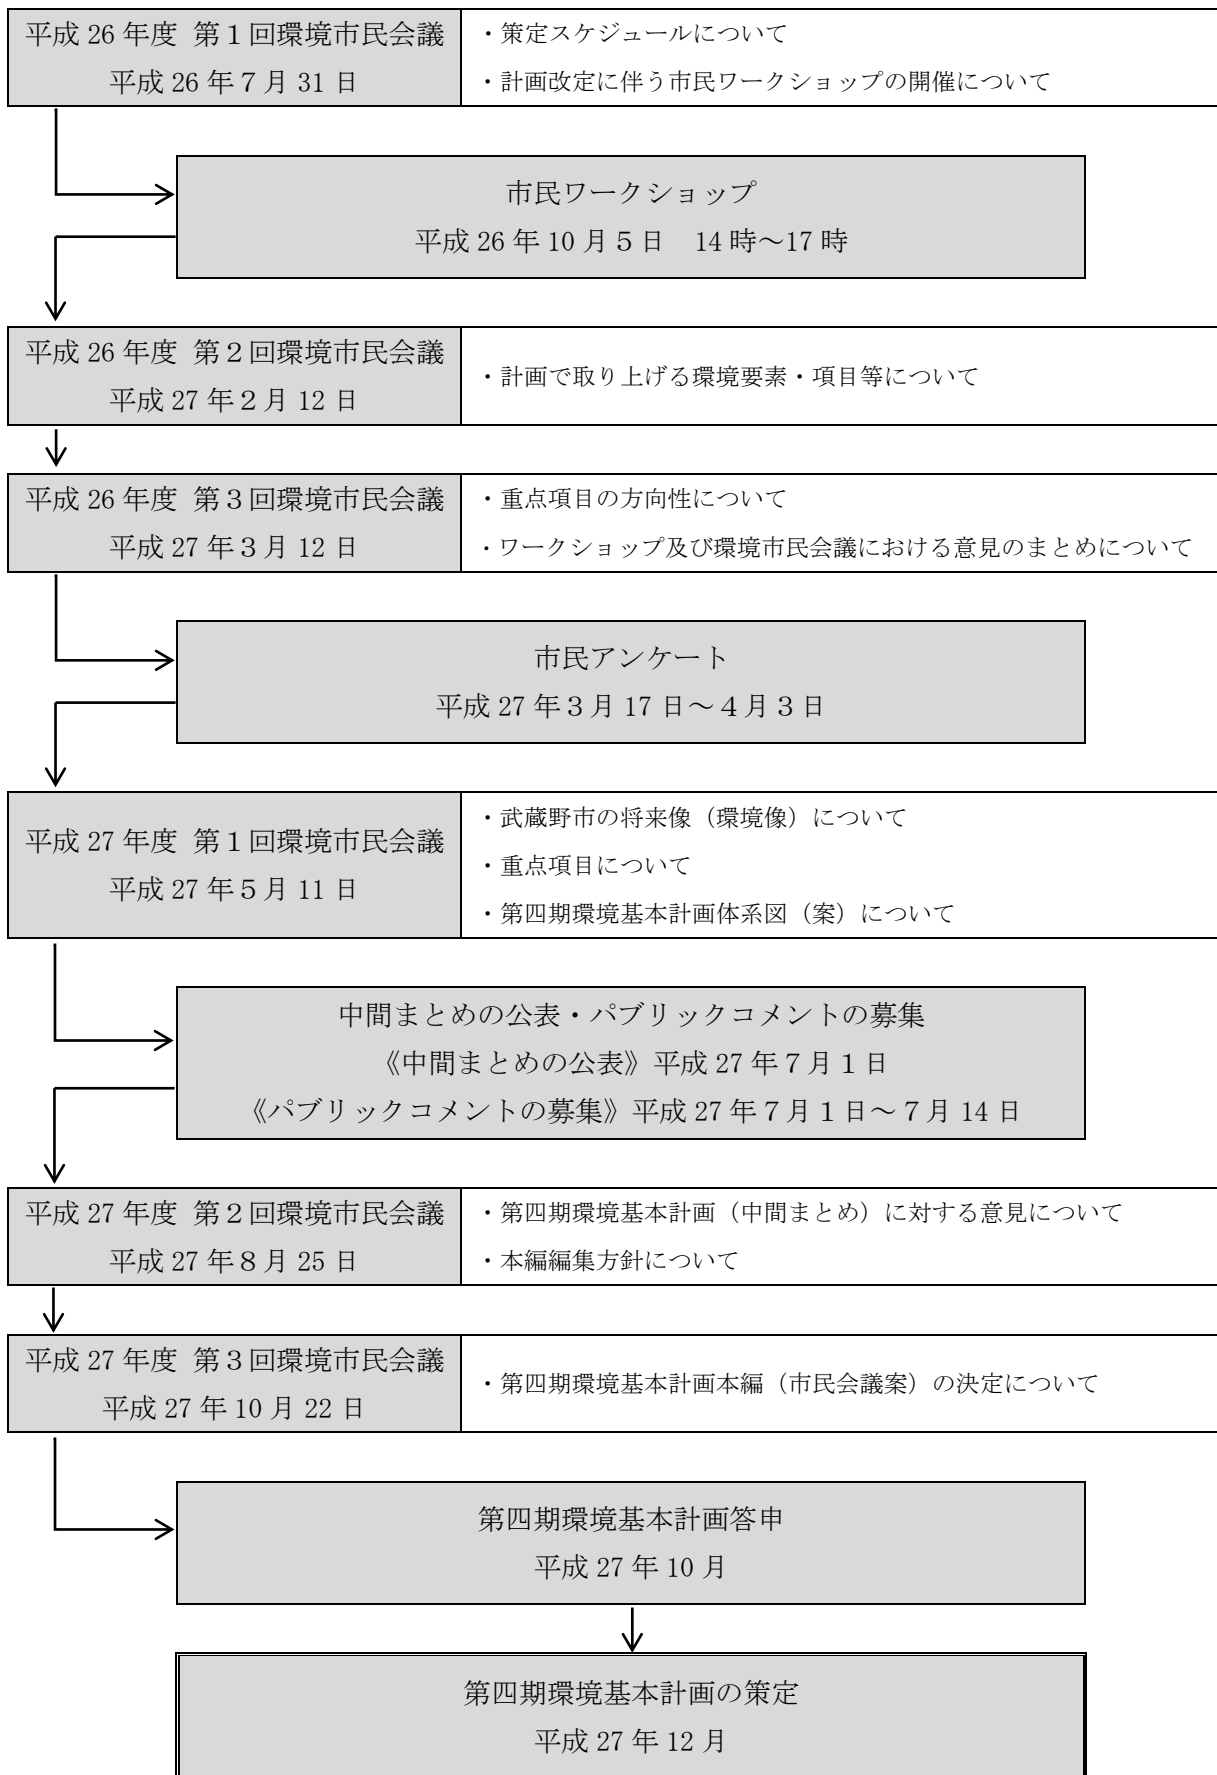 平成 26 年度 第１回環境市民会議
平成 26 年７月 31 日
・策定スケジュールについて
・計画改定に伴う市民ワークショップの開催について
市民ワークショップ
平成 26 年 10 月５日　14 時～17 時
平成 26 年度 第２回環境市民会議
平成 27 年２月 12 日
・計画で取り上げる環境要素・項目等について
平成 26 年度 第３回環境市民会議
平成 27 年３月 12 日
・重点項目の方向性について
・ワークショップ及び環境市民会議における意見のまとめについて
市民アンケート
平成 27 年３月 17 日～４月３日
平成 27 年度 第１回環境市民会議
平成 27 年５月 11 日
・武蔵野市の将来像（環境像）について
・重点項目について
・第四期環境基本計画体系図（案）について
中間まとめの公表・パブリックコメントの募集
《中間まとめの公表》平成 27 年７月１日
《パブリックコメントの募集》平成 27 年７月１日～７月 14 日
平成 27 年度 第２回環境市民会議
平成 27 年８月 25 日
・第四期環境基本計画（中間まとめ）に対する意見について
・本編編集方針について
平成 27 年度 第３回環境市民会議
平成 27 年 10 月 22 日
・第四期環境基本計画本編（市民会議案）の決定について
第四期環境基本計画答申
平成 27 年 10 月
第四期環境基本計画の策定
平成 27 年 12 月